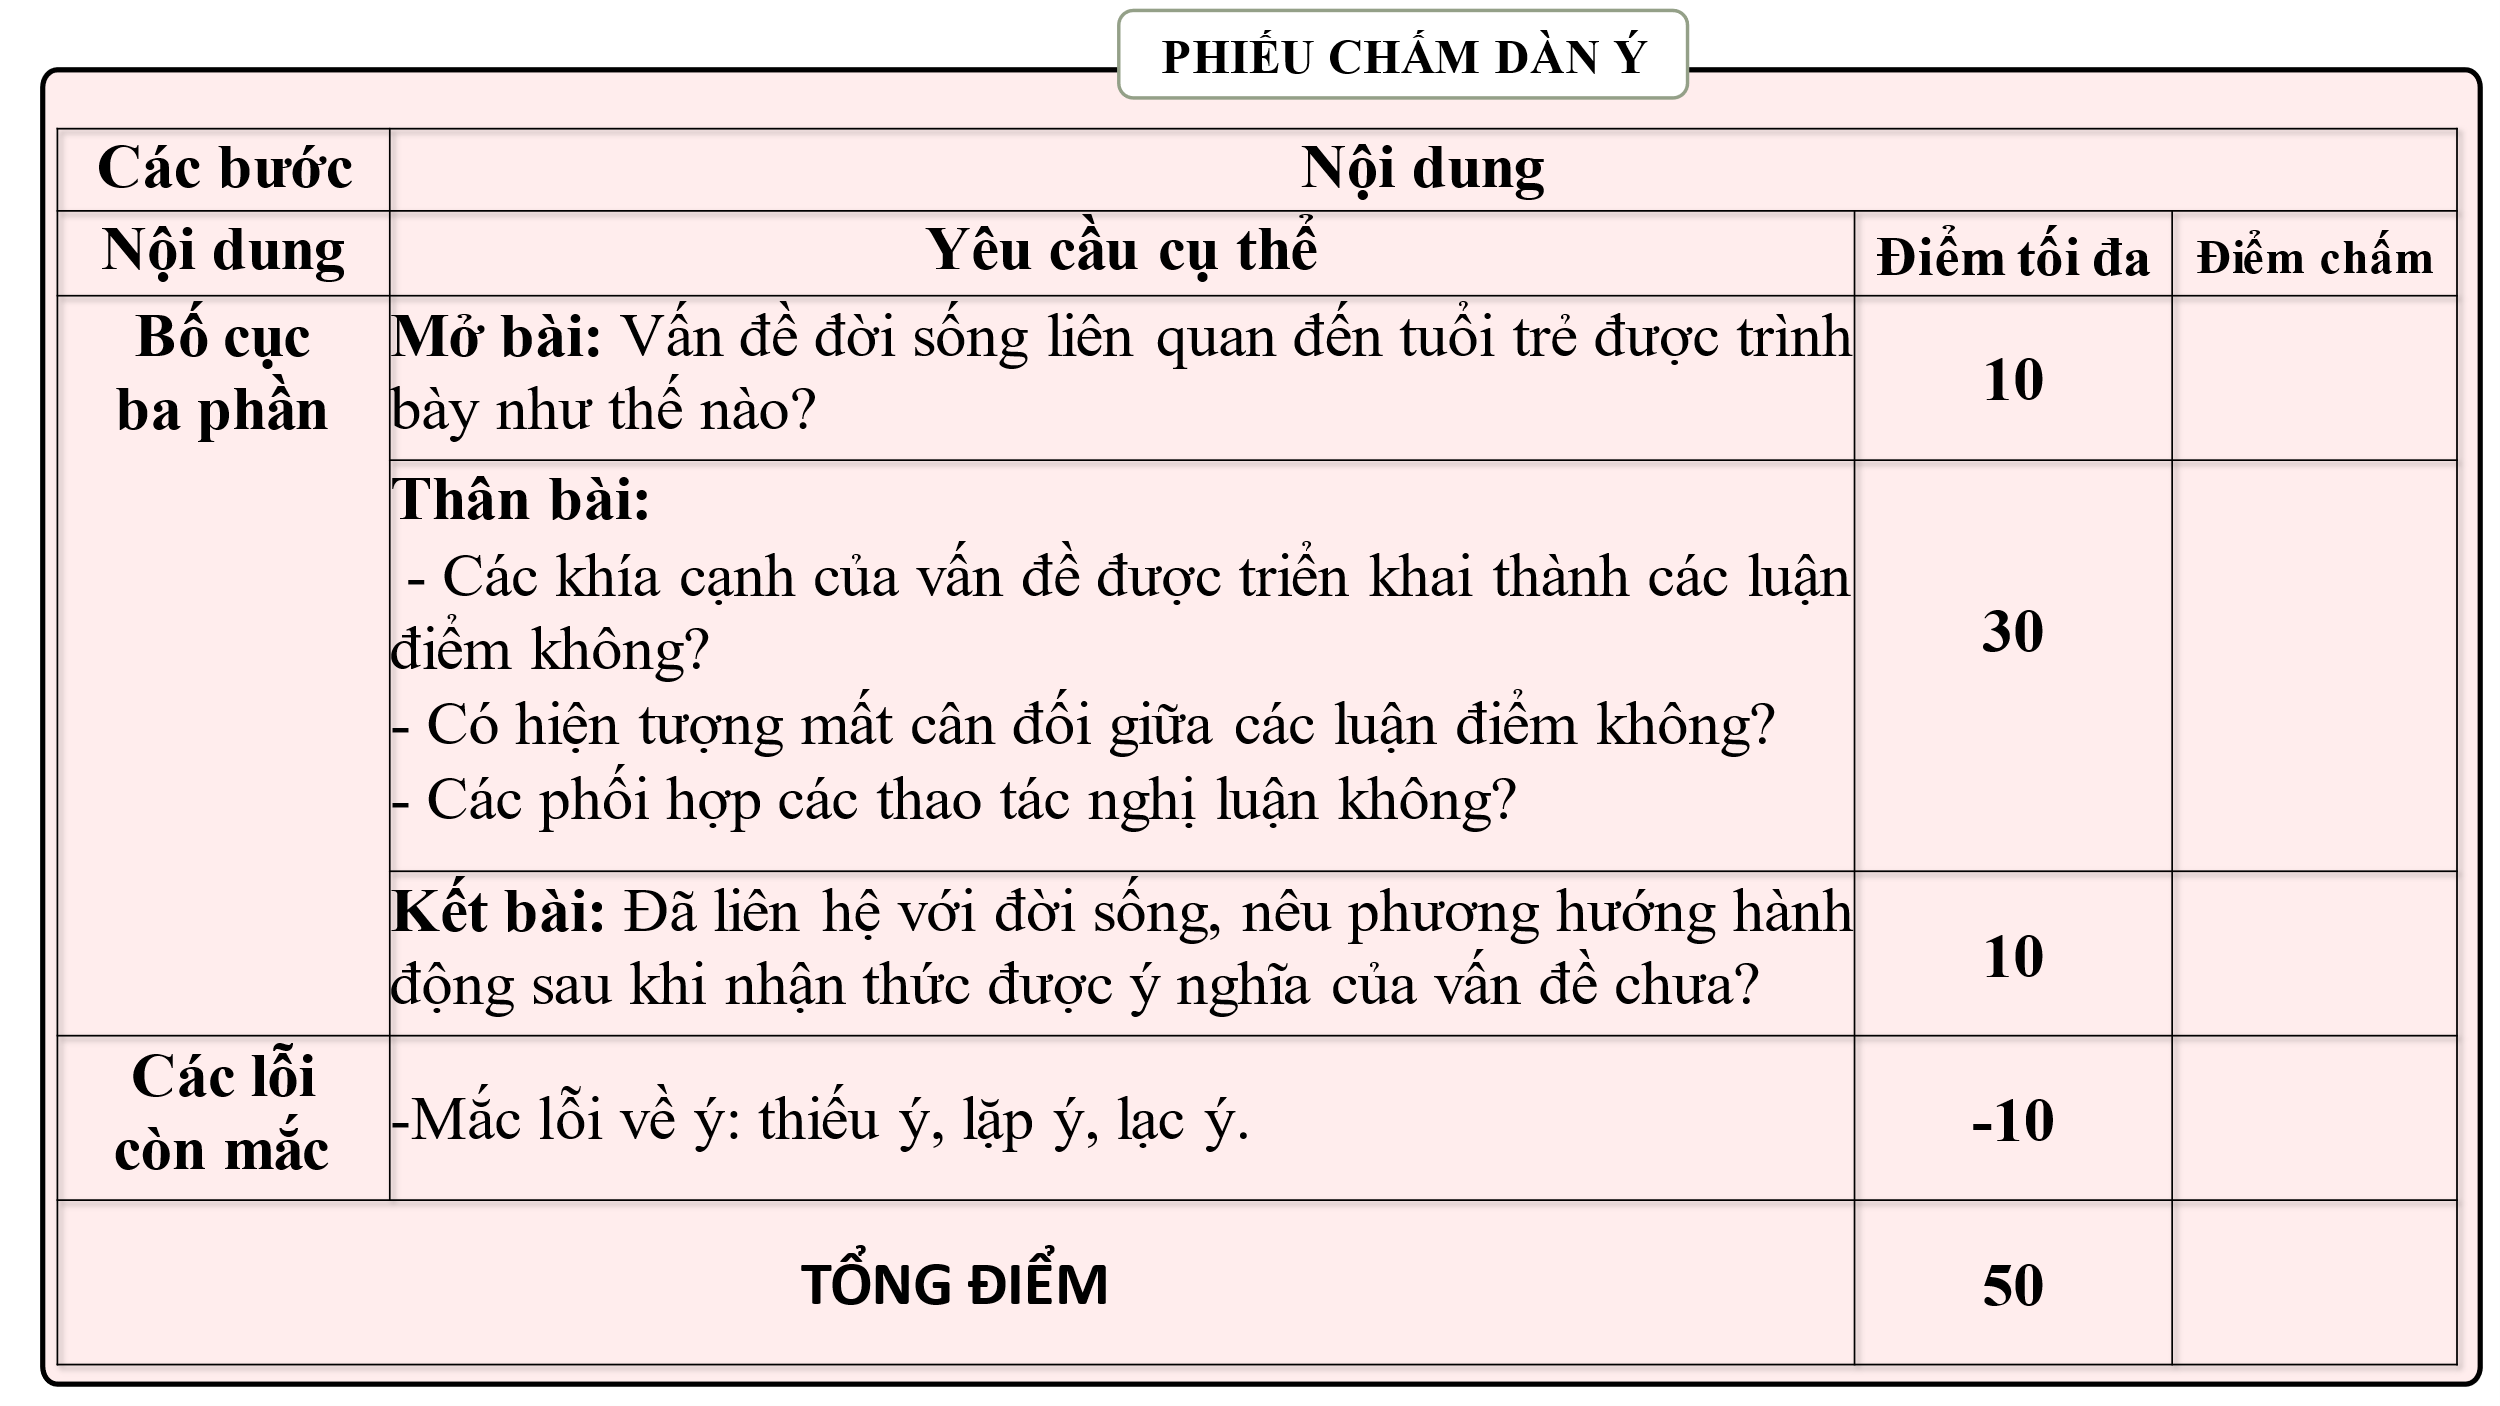 PHIẾU CHẤM DÀN Ý
Các bước
Nội dung
Nội dung
Yêu cầu cụ thể
Điểm tối đa
Điểm chấm
Bố cục
ba phần
Mở bài: Vấn đề đời sống liên quan đến tuổi trẻ được trình
bày như thế nào?
10
Thân bài:
- Các khía cạnh của vấn đề được triển khai thành các luận
điểm không?
- Có hiện tượng mất cân đối giữa các luận điểm không?
- Các phối hợp các thao tác nghị luận không?
30
Kết bài: Đã liên hệ với đời sống, nêu phương hướng hành
động sau khi nhận thức được ý nghĩa của vấn đề chưa?
10
Các lỗi
còn mắc
-Mắc lỗi về ý: thiếu ý, lặp ý, lạc ý.
-10
TỔNG ĐIỂM
50